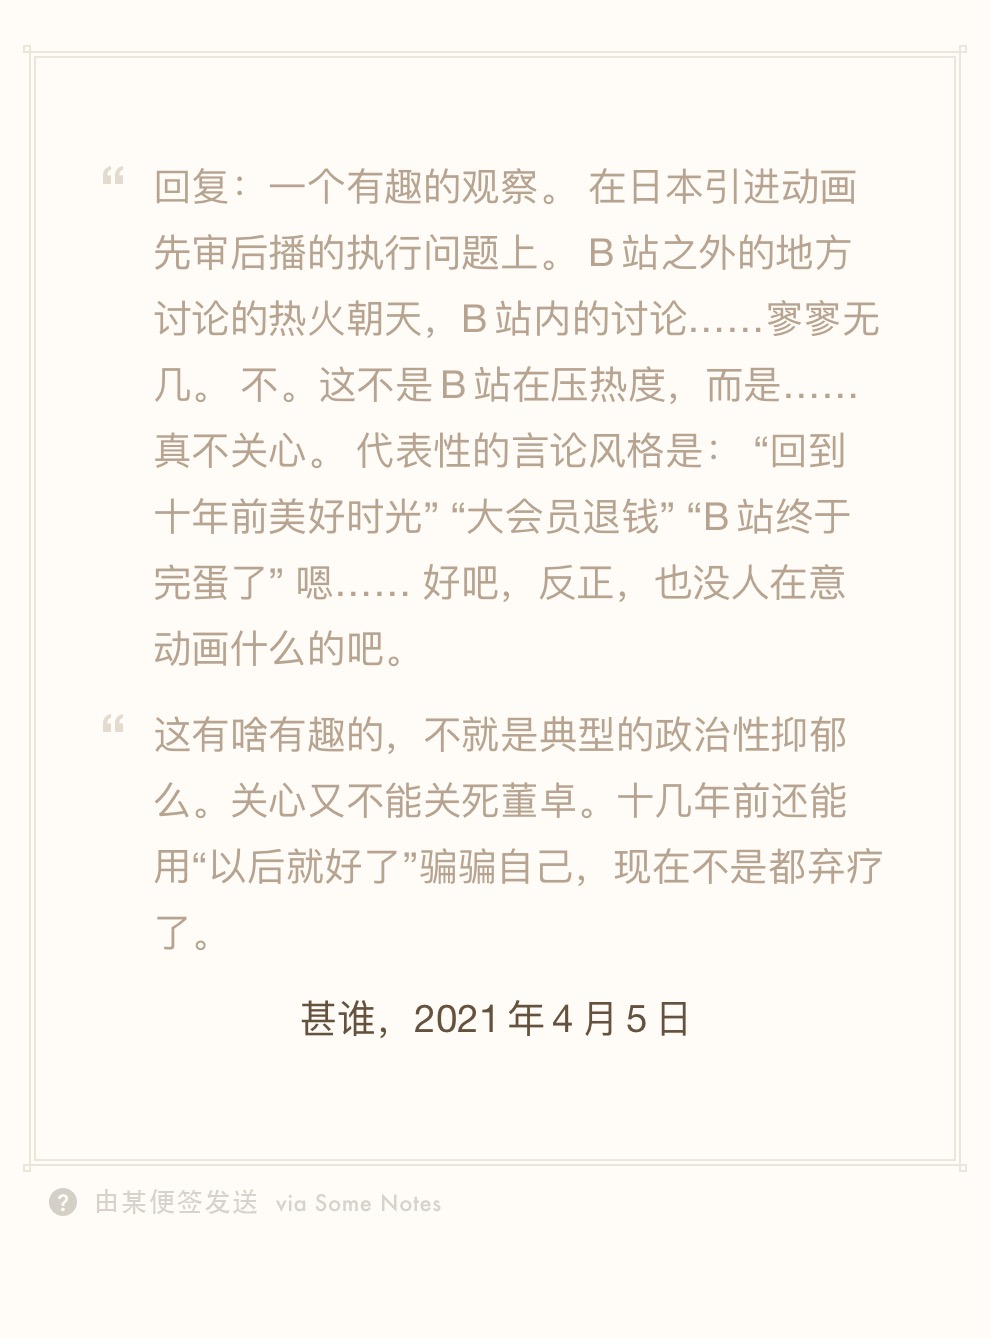 “ 回复：一个有趣的观察。 在日本引进动画
先审后播的执行问题上。 B站之外的地方
讨论的热火朝天，B站内的讨论……寥寥无
几。 不。这不是B站在压热度，而是……
真不关心。 代表性的言论风格是： “回到
十年前美好时光” “大会员退钱” “B站终于
完蛋了” 嗯…… 好吧，反正，也没人在意
动画什么的吧。
“ 这有啥有趣的，不就是典型的政治性抑郁
么。关心又不能关死董卓。十几年前还能
用“以后就好了”骗骗自己，现在不是都弃疗
了。
甚谁，2021年4月5日
? 由某便签发送 via Some Notes